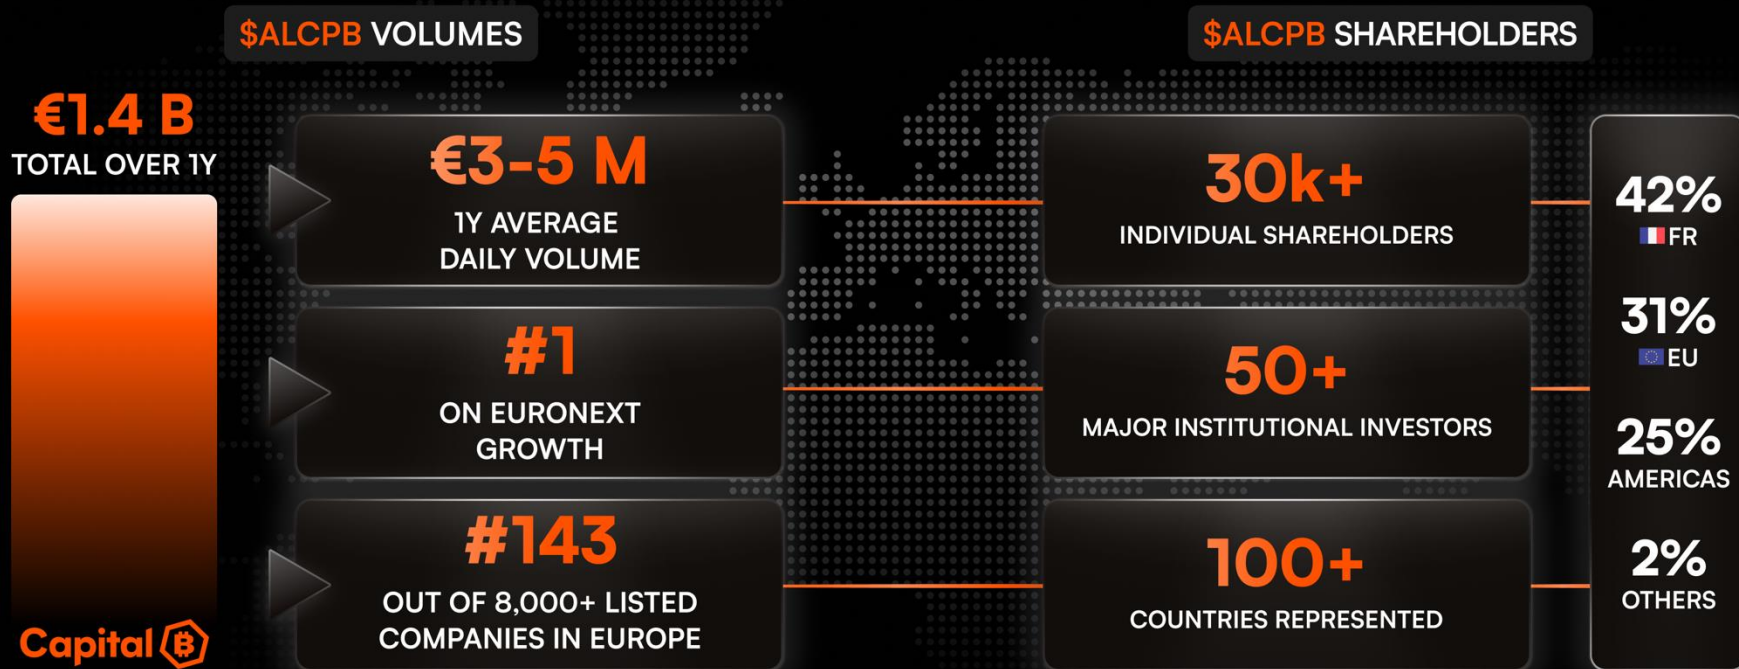 $ALCPB VOLUMES
€1.4 B
TOTAL OVER 1Y
€3-5 M
1Y AVERAGE
DAILY VOLUME
#1
ON EURONEXT
GROWTH
#143
OUT OF 8,000+ LISTED
COMPANIES IN EUROPE
Capital B
$ALCPB SHAREHOLDERS
30k+
INDIVIDUAL SHAREHOLDERS
50+
MAJOR INSTITUTIONAL INVESTORS
100+
COUNTRIES REPRESENTED
42%
FR
31%
EU
25%
AMERICAS
2%
OTHERS